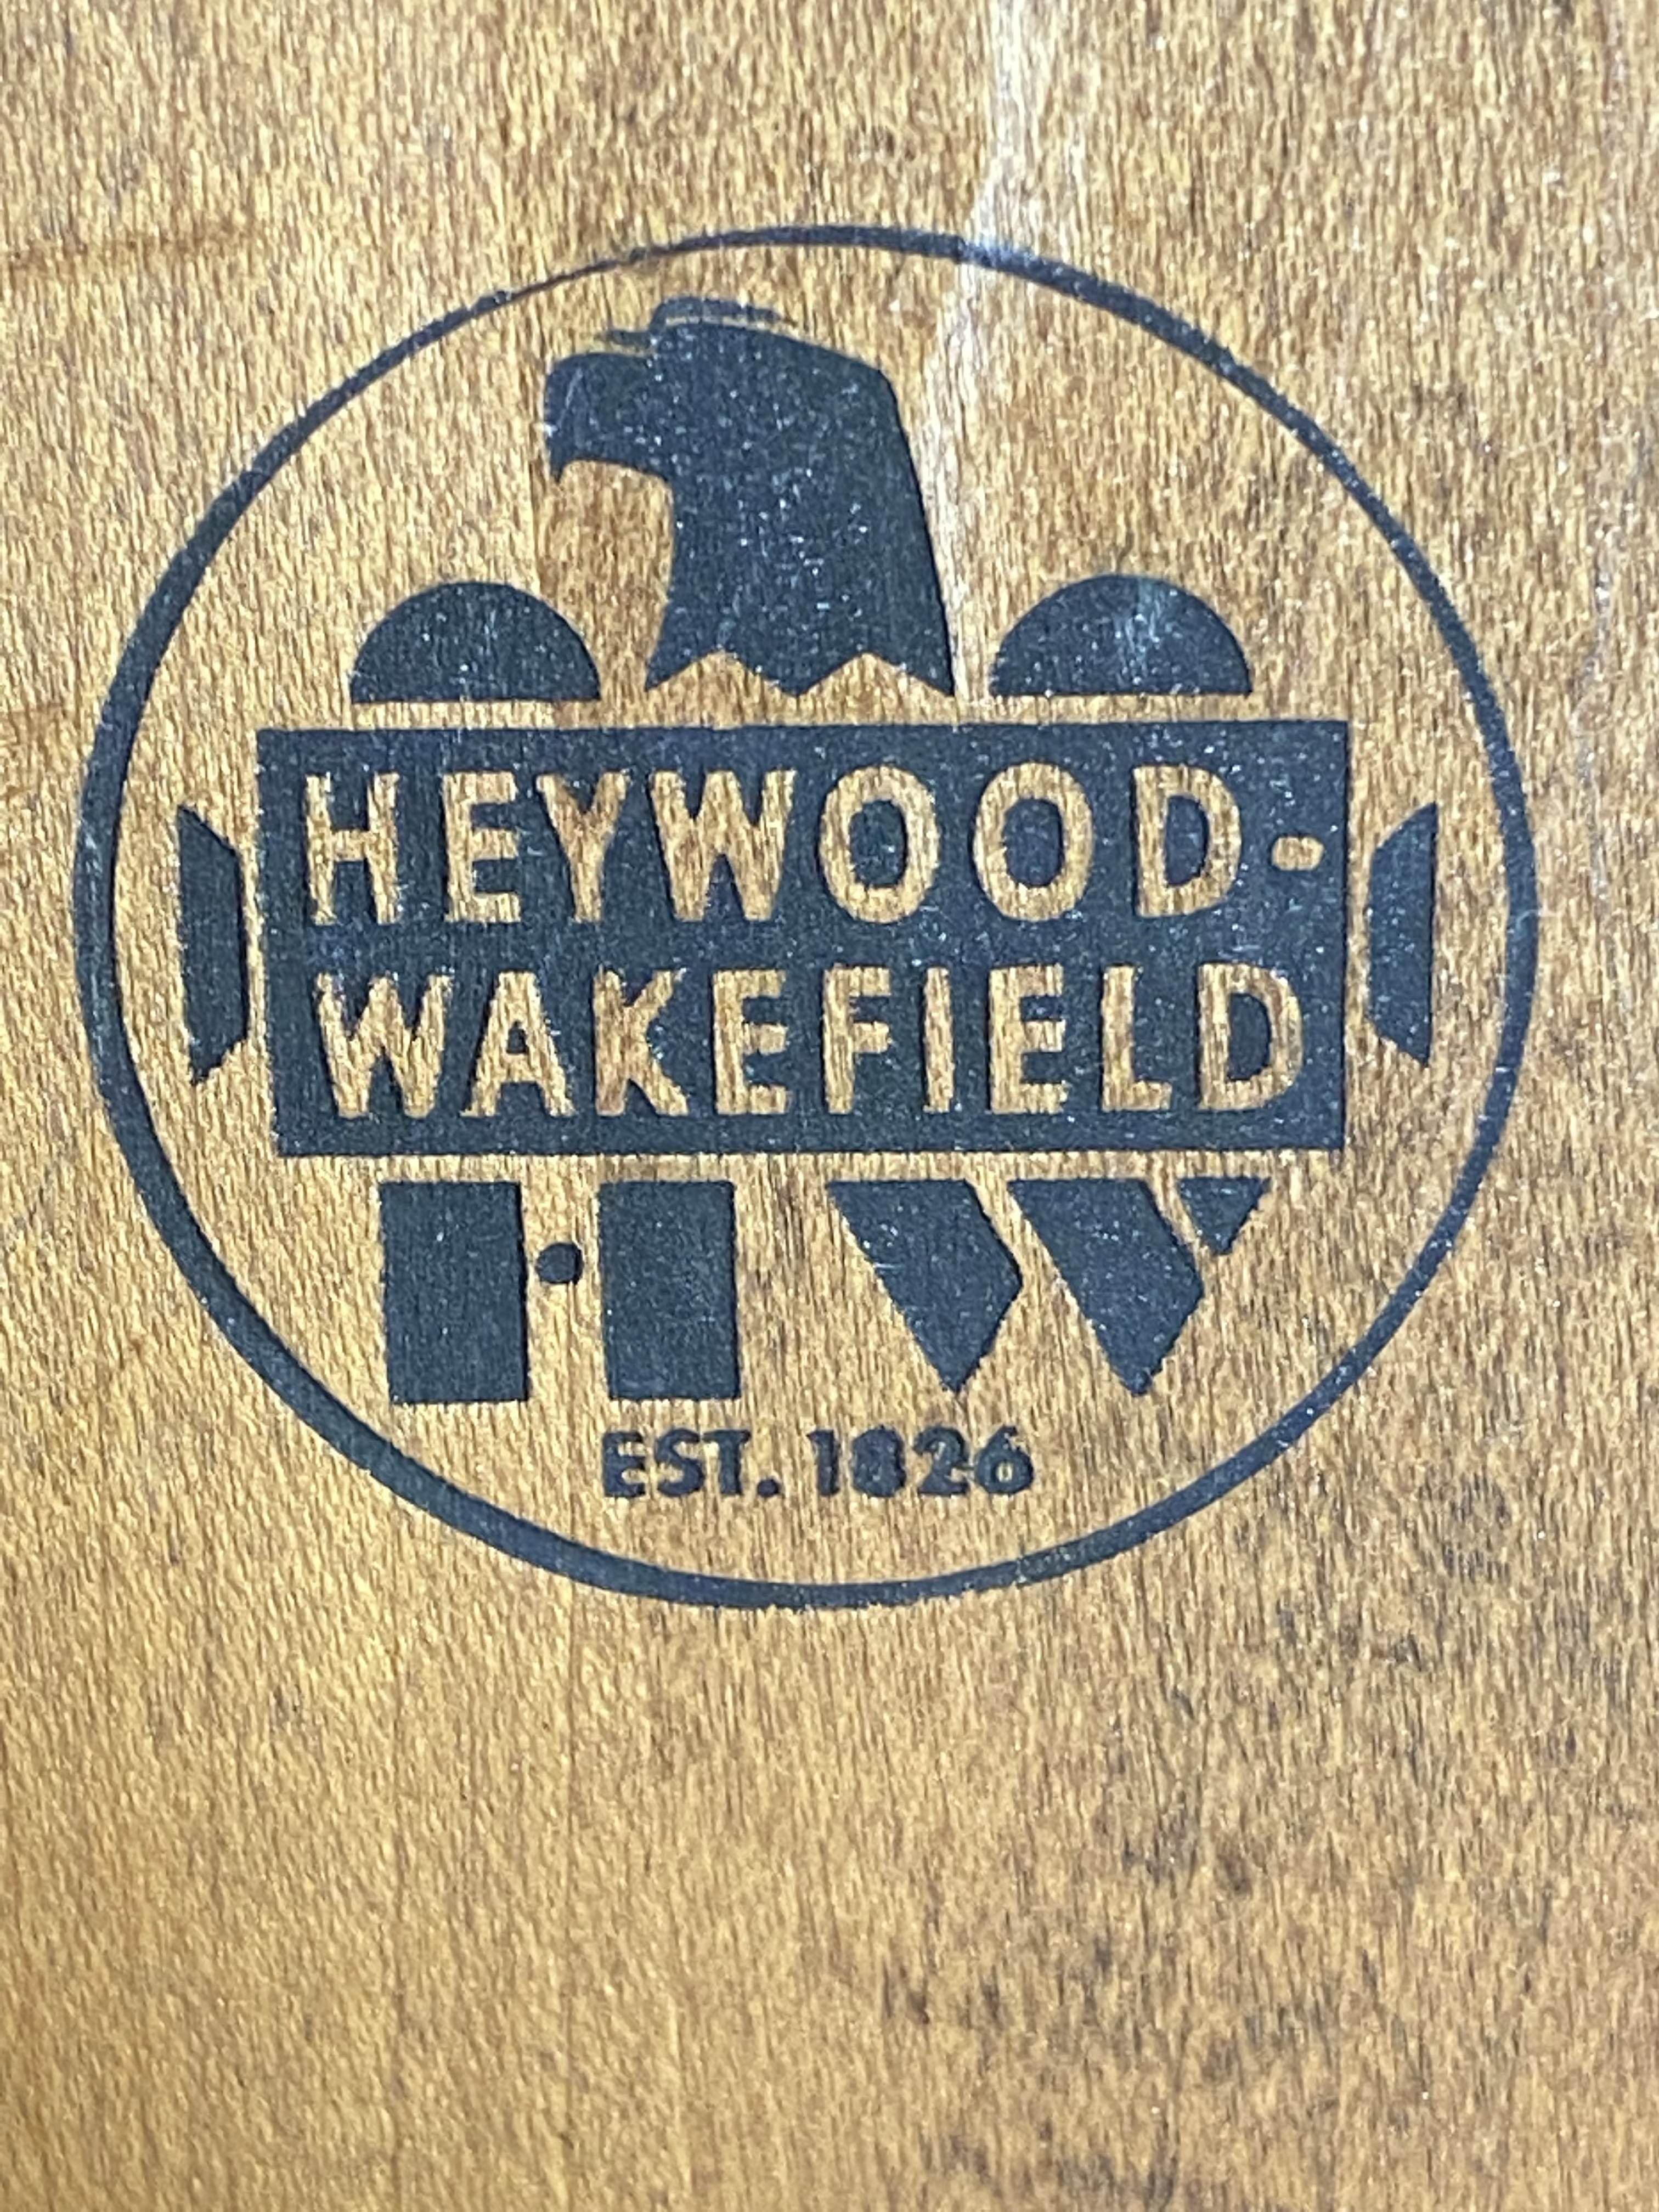 HEYWOOD-
WAKEFIELD
HW
EST. 1826